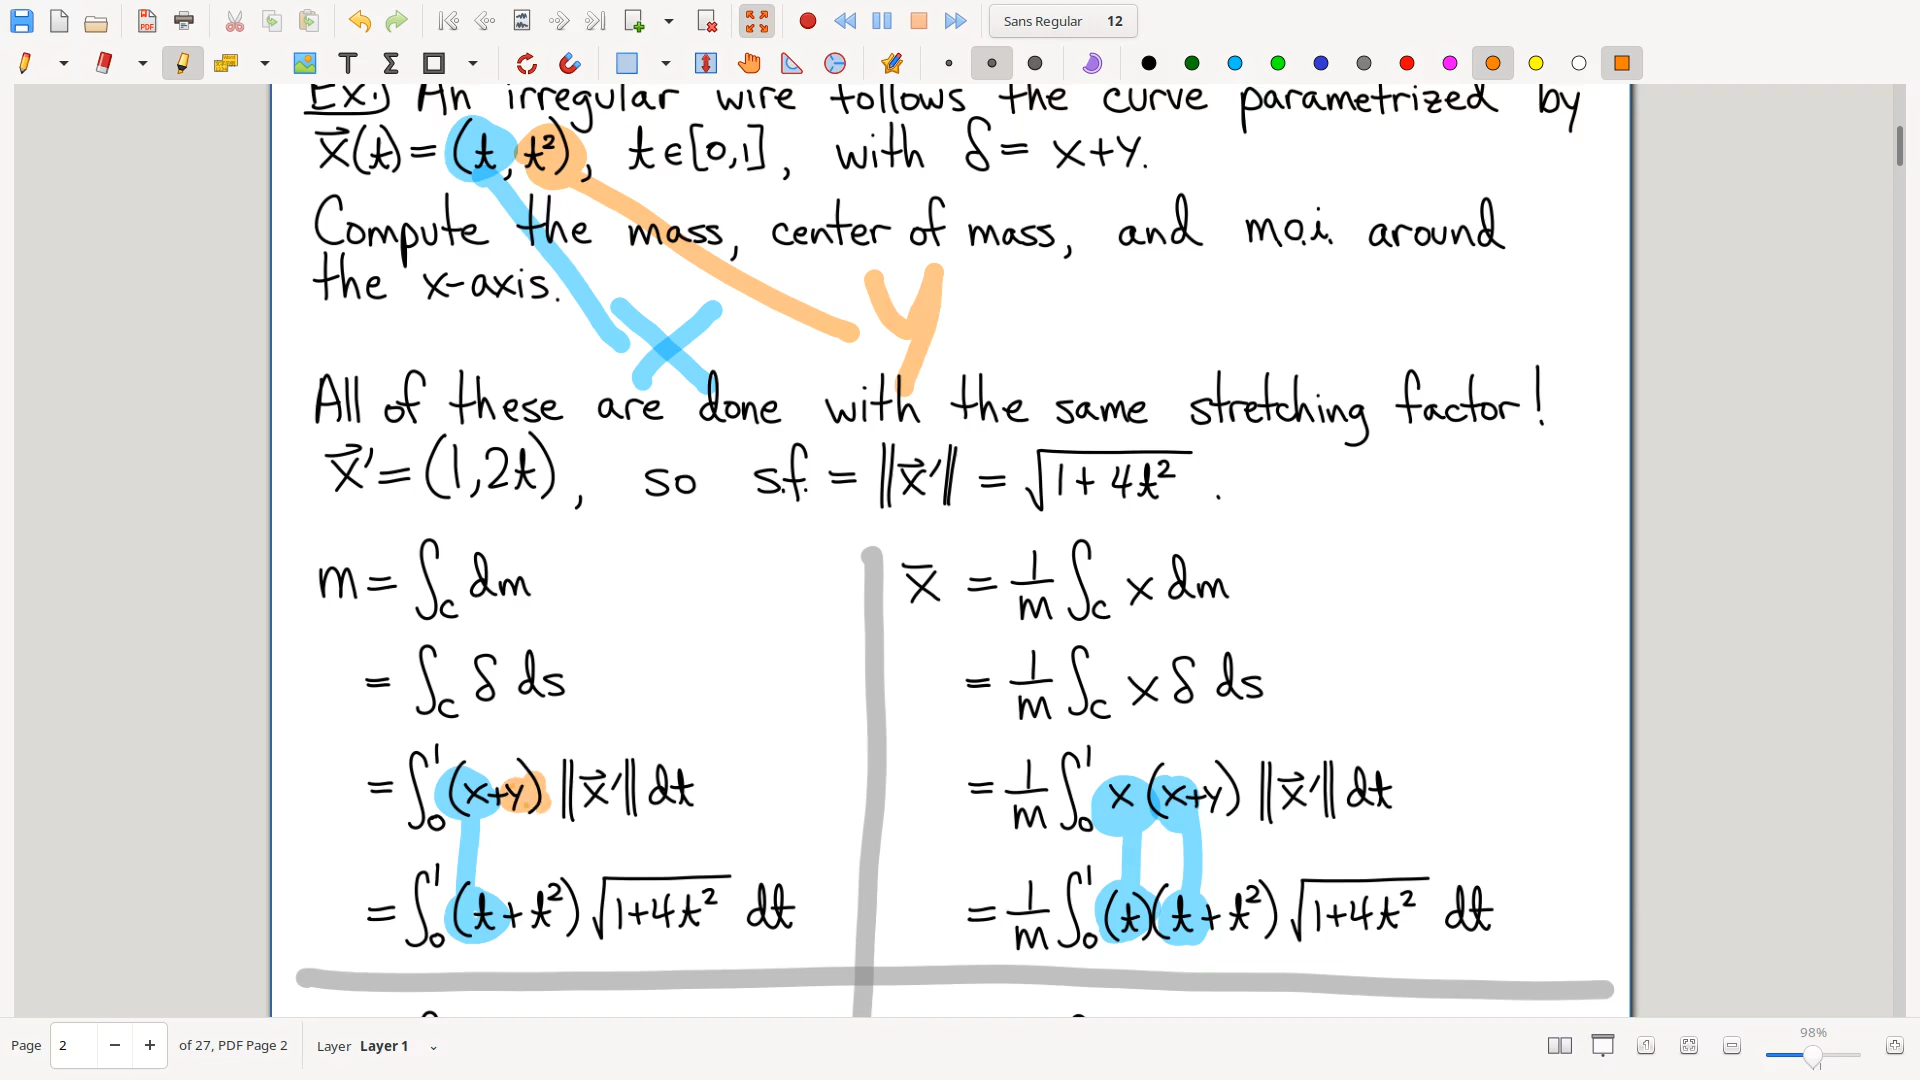 Sans Regular 12
Ex.) An irregular wire follows the curve parametrized by
x⃗(t) = (t, t²), t∈[0,1], with δ = x+y.
Compute the mass, center of mass, and m.o.i. around
the x-axis.
x y
All of these are done with the same stretching factor!
x⃗' = (1,2t), so s.f. = ‖x⃗'‖ = √(1+4t²).
m = ∫_C dm
= ∫_C δ ds
= ∫₀¹ (x+y) ‖x⃗'‖ dt
= ∫₀¹ (t+t²) √(1+4t²) dt
x̄ = 1/m ∫_C x dm
= 1/m ∫_C x δ ds
= 1/m ∫₀¹ x (x+y) ‖x⃗'‖ dt
= 1/m ∫₀¹ (t)(t+t²) √(1+4t²) dt
Page 2 of 27, PDF Page 2 Layer Layer 1 98%